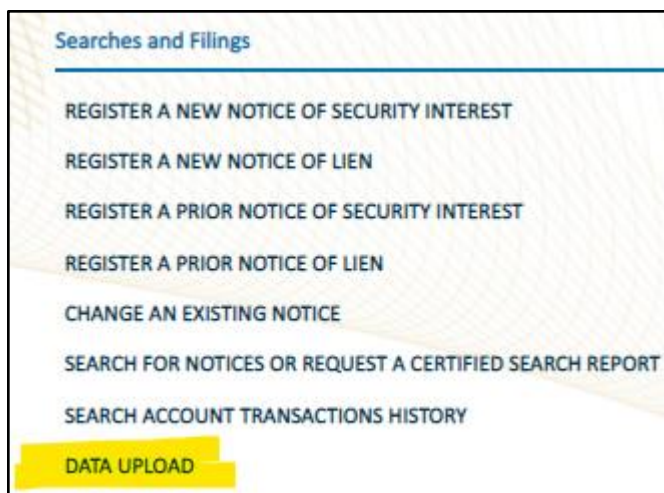 Searches and Filings
REGISTER A NEW NOTICE OF SECURITY INTEREST
REGISTER A NEW NOTICE OF LIEN
REGISTER A PRIOR NOTICE OF SECURITY INTEREST
REGISTER A PRIOR NOTICE OF LIEN
CHANGE AN EXISTING NOTICE
SEARCH FOR NOTICES OR REQUEST A CERTIFIED SEARCH REPORT
SEARCH ACCOUNT TRANSACTIONS HISTORY
DATA UPLOAD